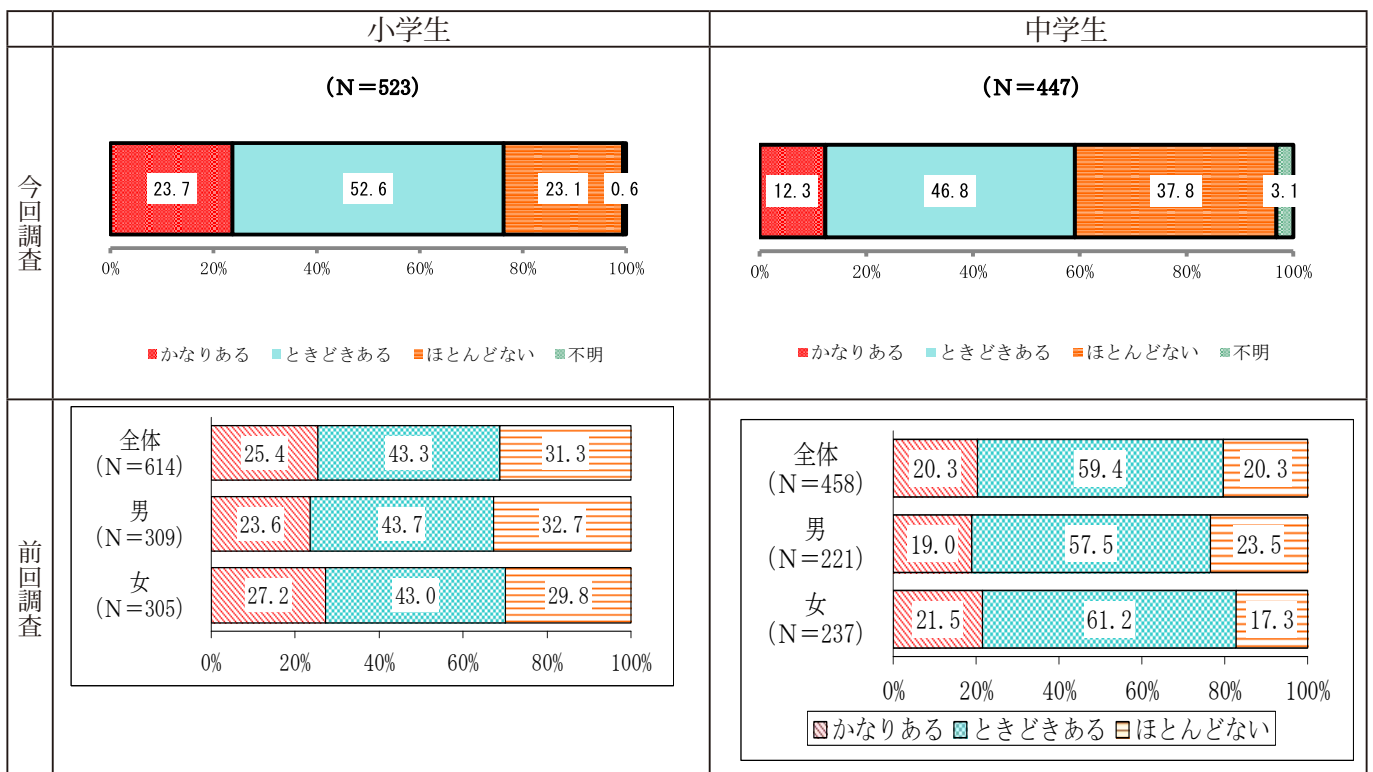 小学生
中学生
今回調査
（N＝523）
23.7
52.6
23.1
0.6
0%
20%
40%
60%
80%
100%
かなりある
ときどきある
ほとんどない
不明
（N＝447）
12.3
46.8
37.8
3.1
0%
20%
40%
60%
80%
100%
かなりある
ときどきある
ほとんどない
不明
前回調査
全体
（N＝614）
25.4
43.3
31.3
男
（N＝309）
23.6
43.7
32.7
女
（N＝305）
27.2
43.0
29.8
0%
20%
40%
60%
80%
100%
全体
（N＝458）
20.3
59.4
20.3
男
（N＝221）
19.0
57.5
23.5
女
（N＝237）
21.5
61.2
17.3
0%
20%
40%
60%
80%
100%
かなりある
ときどきある
ほとんどない